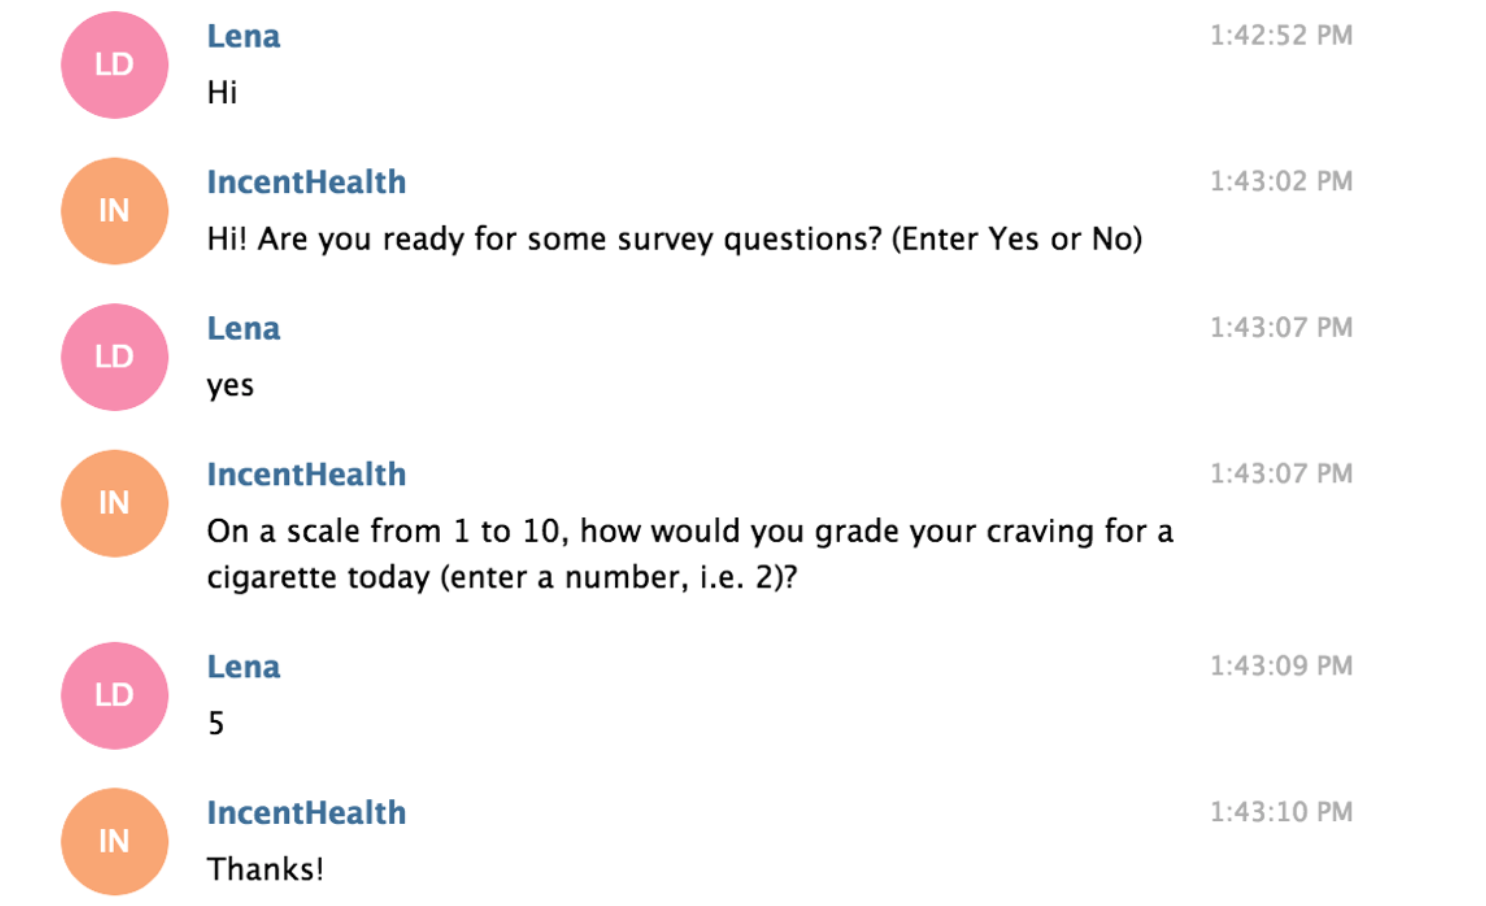 LD
Lena
1:42:52 PM
Hi
IN
IncentHealth
1:43:02 PM
Hi! Are you ready for some survey questions? (Enter Yes or No)
LD
Lena
1:43:07 PM
yes
IN
IncentHealth
1:43:07 PM
On a scale from 1 to 10, how would you grade your craving for a
cigarette today (enter a number, i.e. 2)?
LD
Lena
1:43:09 PM
5
IN
IncentHealth
1:43:10 PM
Thanks!